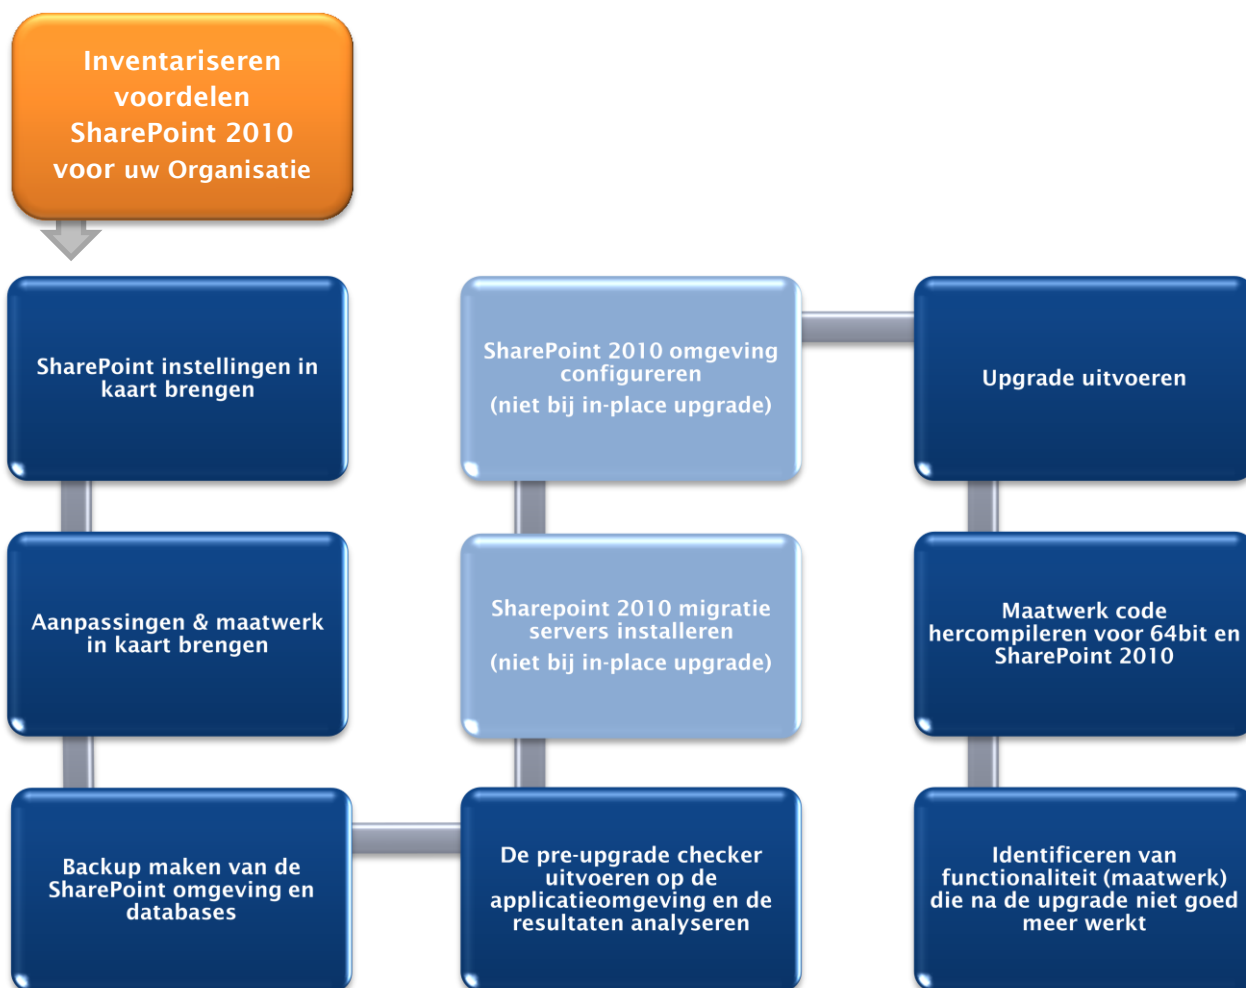 Inventariseren
voordelen
SharePoint 2010
voor uw Organisatie
SharePoint instellingen in
kaart brengen
Aanpassingen & maatwerk
in kaart brengen
Backup maken van de
SharePoint omgeving en
databases
De pre-upgrade checker
uitvoeren op de
applicatieomgeving en de
resultaten analyseren
Sharepoint 2010 migratie
servers installeren
(niet bij in-place upgrade)
SharePoint 2010 omgeving
configureren
(niet bij in-place upgrade)
Upgrade uitvoeren
Maatwerk code
hercompileren voor 64bit en
SharePoint 2010
Identificeren van
functionaliteit (maatwerk)
die na de upgrade niet goed
meer werkt